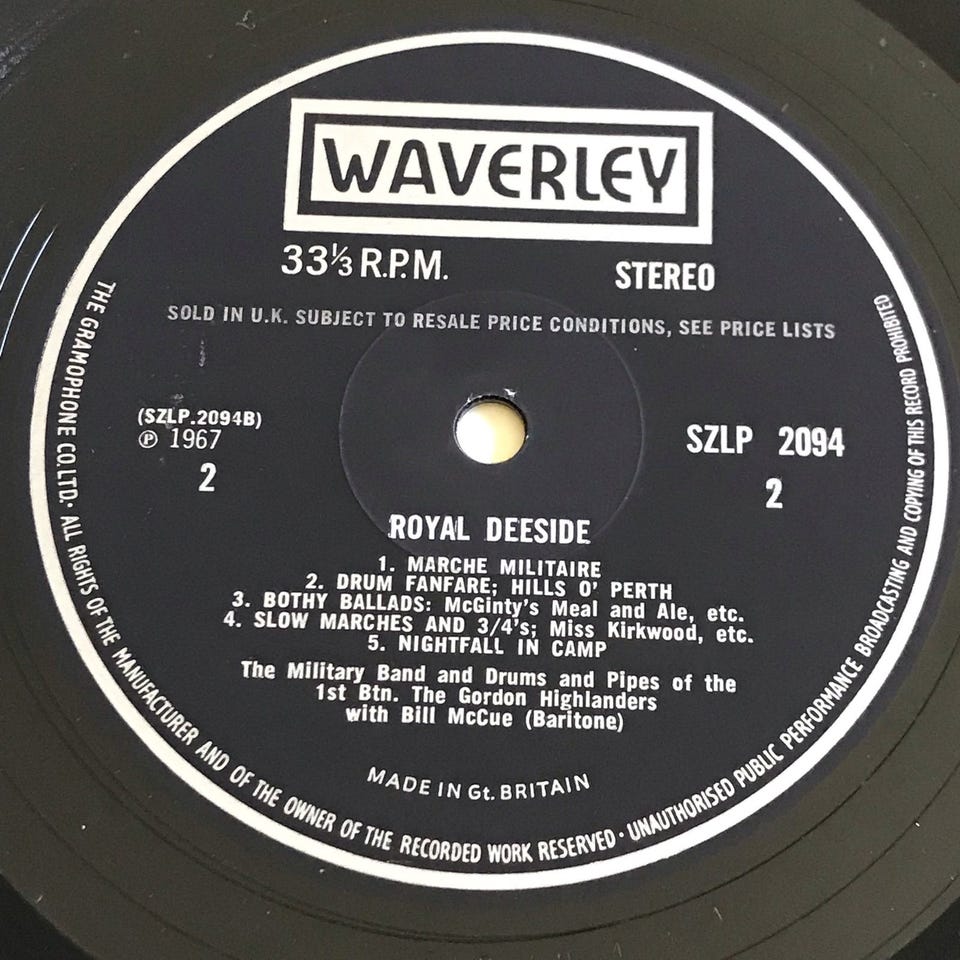 WAVERLEY
33⅓ R.P.M.
STEREO
SOLD IN U.K. SUBJECT TO RESALE PRICE CONDITIONS, SEE PRICE LISTS
(SZLP.2094B)
℗ 1967
2
SZLP 2094
2
ROYAL DEESIDE
1. MARCHE MILITAIRE
2. DRUM FANFARE; HILLS O' PERTH
3. BOTHY BALLADS: McGinty's Meal and Ale, etc.
4. SLOW MARCHES AND 3/4's; Miss Kirkwood, etc.
5. NIGHTFALL IN CAMP
The Military Band and Drums and Pipes of the
1st Btn. The Gordon Highlanders
with Bill McCue (Baritone)
MADE IN Gt. BRITAIN
THE GRAMOPHONE CO. LTD. · ALL RIGHTS OF THE MANUFACTURER AND OF THE OWNER OF THE RECORDED WORK RESERVED · UNAUTHORISED PUBLIC PERFORMANCE BROADCASTING AND COPYING OF THIS RECORD PROHIBITED